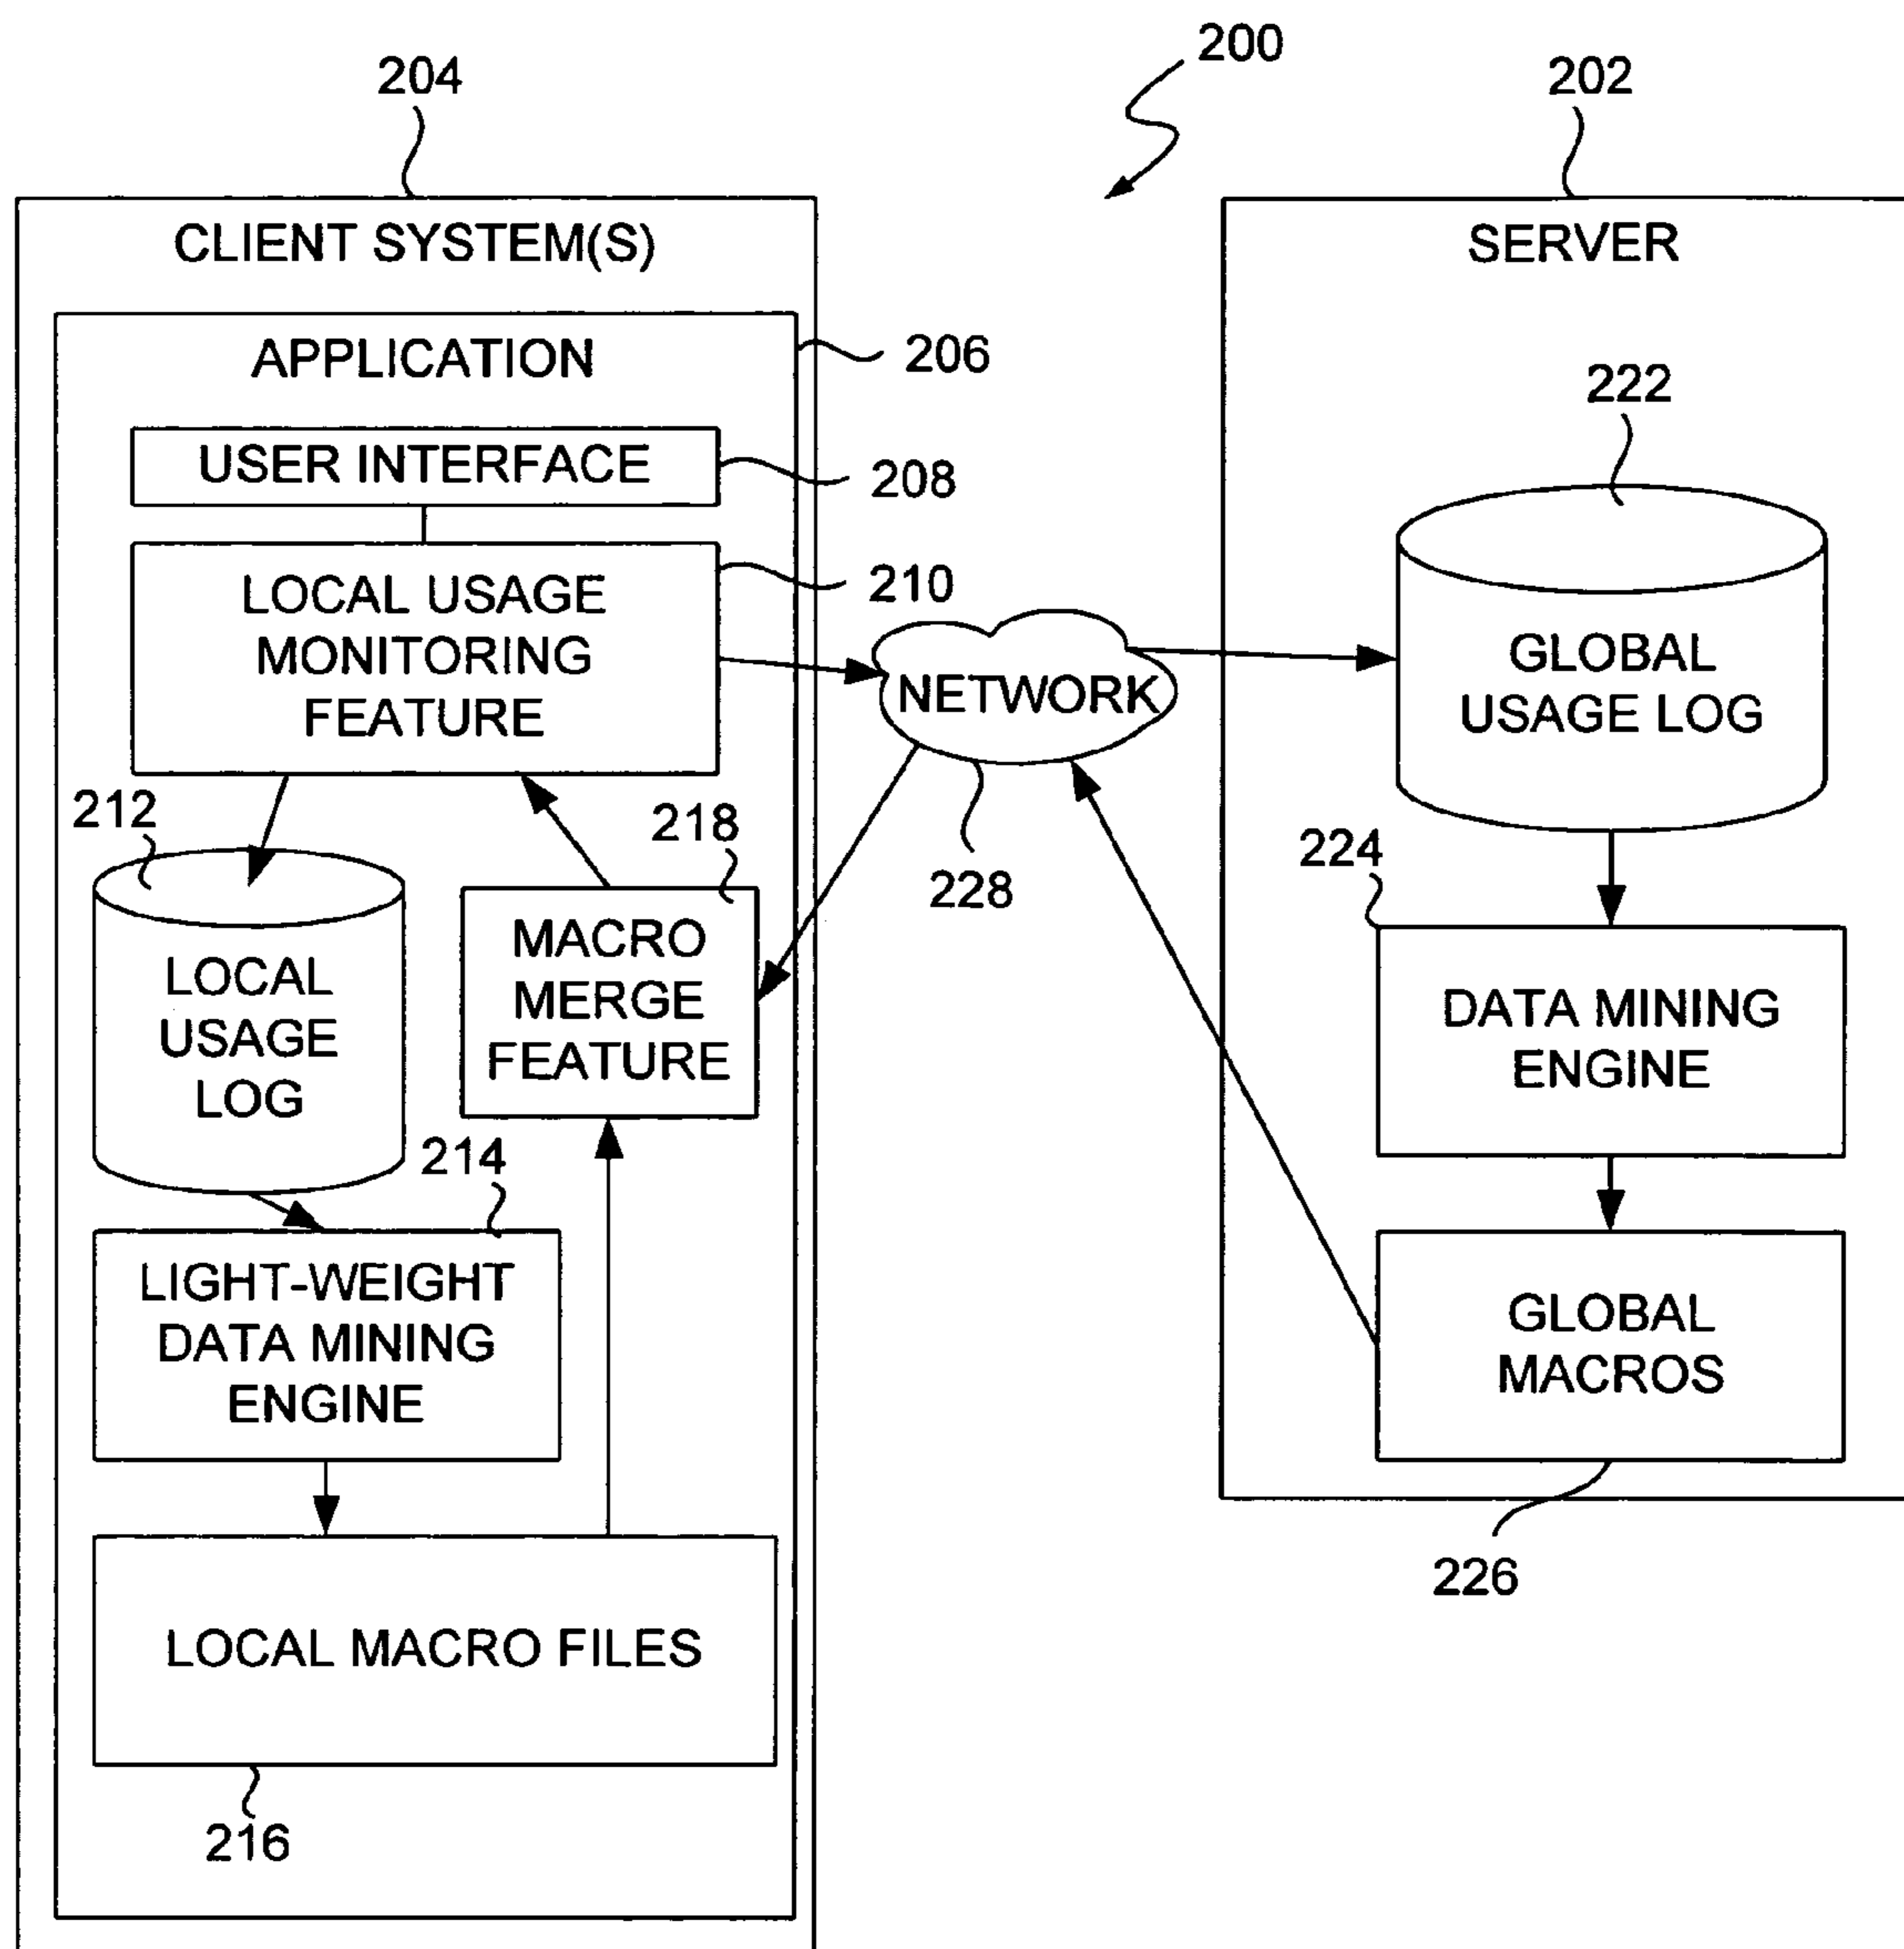 200
204
202
CLIENT SYSTEM(S)
SERVER
APPLICATION
206
222
USER INTERFACE
208
LOCAL USAGE
MONITORING
FEATURE
210
NETWORK
GLOBAL
USAGE LOG
212
218
228
224
LOCAL
USAGE
LOG
MACRO
MERGE
FEATURE
DATA MINING
ENGINE
214
LIGHT-WEIGHT
DATA MINING
ENGINE
GLOBAL
MACROS
226
LOCAL MACRO FILES
216